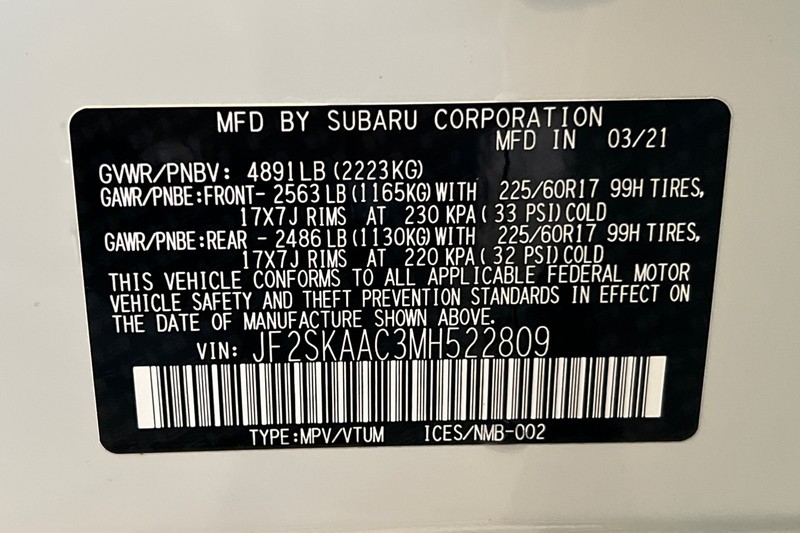 MFD BY SUBARU CORPORATION
MFD IN 03/21
GVWR/PNBV: 4891LB (2223KG)
GAWR/PNBE:FRONT- 2563 LB (1165KG) WITH 225/60R17 99H TIRES,
17X7J RIMS AT 230 KPA ( 33 PSI) COLD
GAWR/PNBE:REAR - 2486 LB (1130KG) WITH 225/60R17 99H TIRES,
17X7J RIMS AT 220 KPA ( 32 PSI) COLD
THIS VEHICLE CONFORMS TO ALL APPLICABLE FEDERAL MOTOR
VEHICLE SAFETY AND THEFT PREVENTION STANDARDS IN EFFECT ON
THE DATE OF MANUFACTURE SHOWN ABOVE.
VIN: JF2SKAAC3MH522809
TYPE:MPV/VTUM ICES/NMB-002